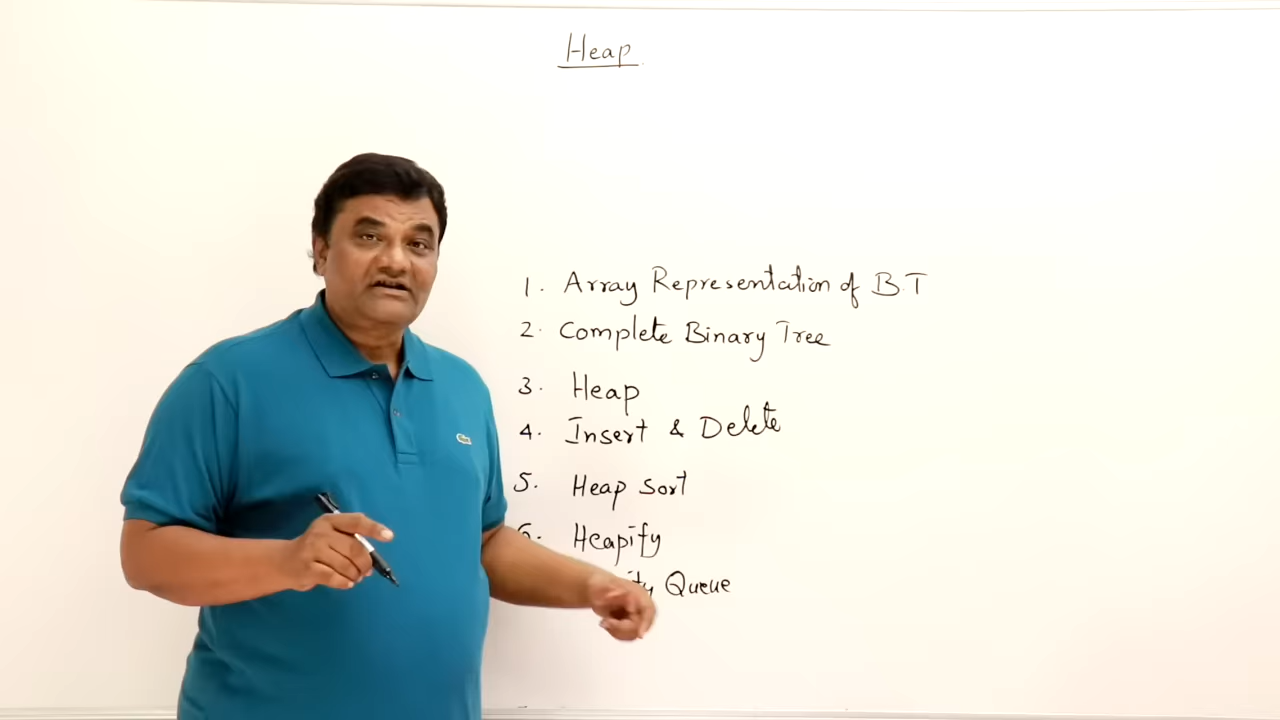 Heap
1. Array Representation of B.T
2. Complete Binary Tree
3. Heap
4. Insert & Delete
5. Heap Sort
6. Heapify
Queue